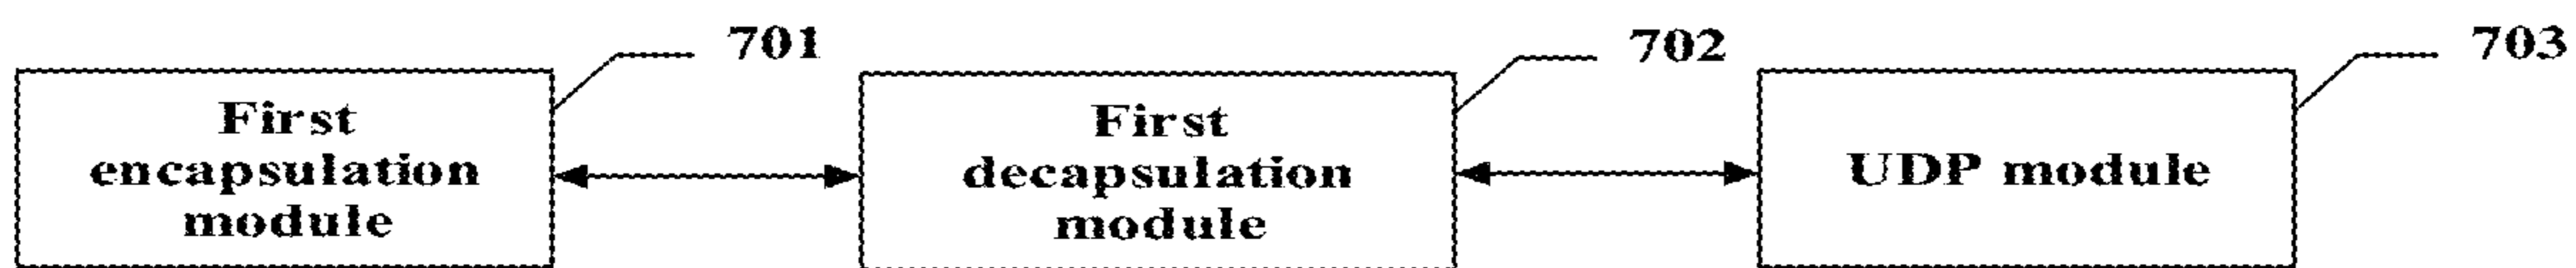 701
First
encapsulation
module
702
First
decapsulation
module
703
UDP module